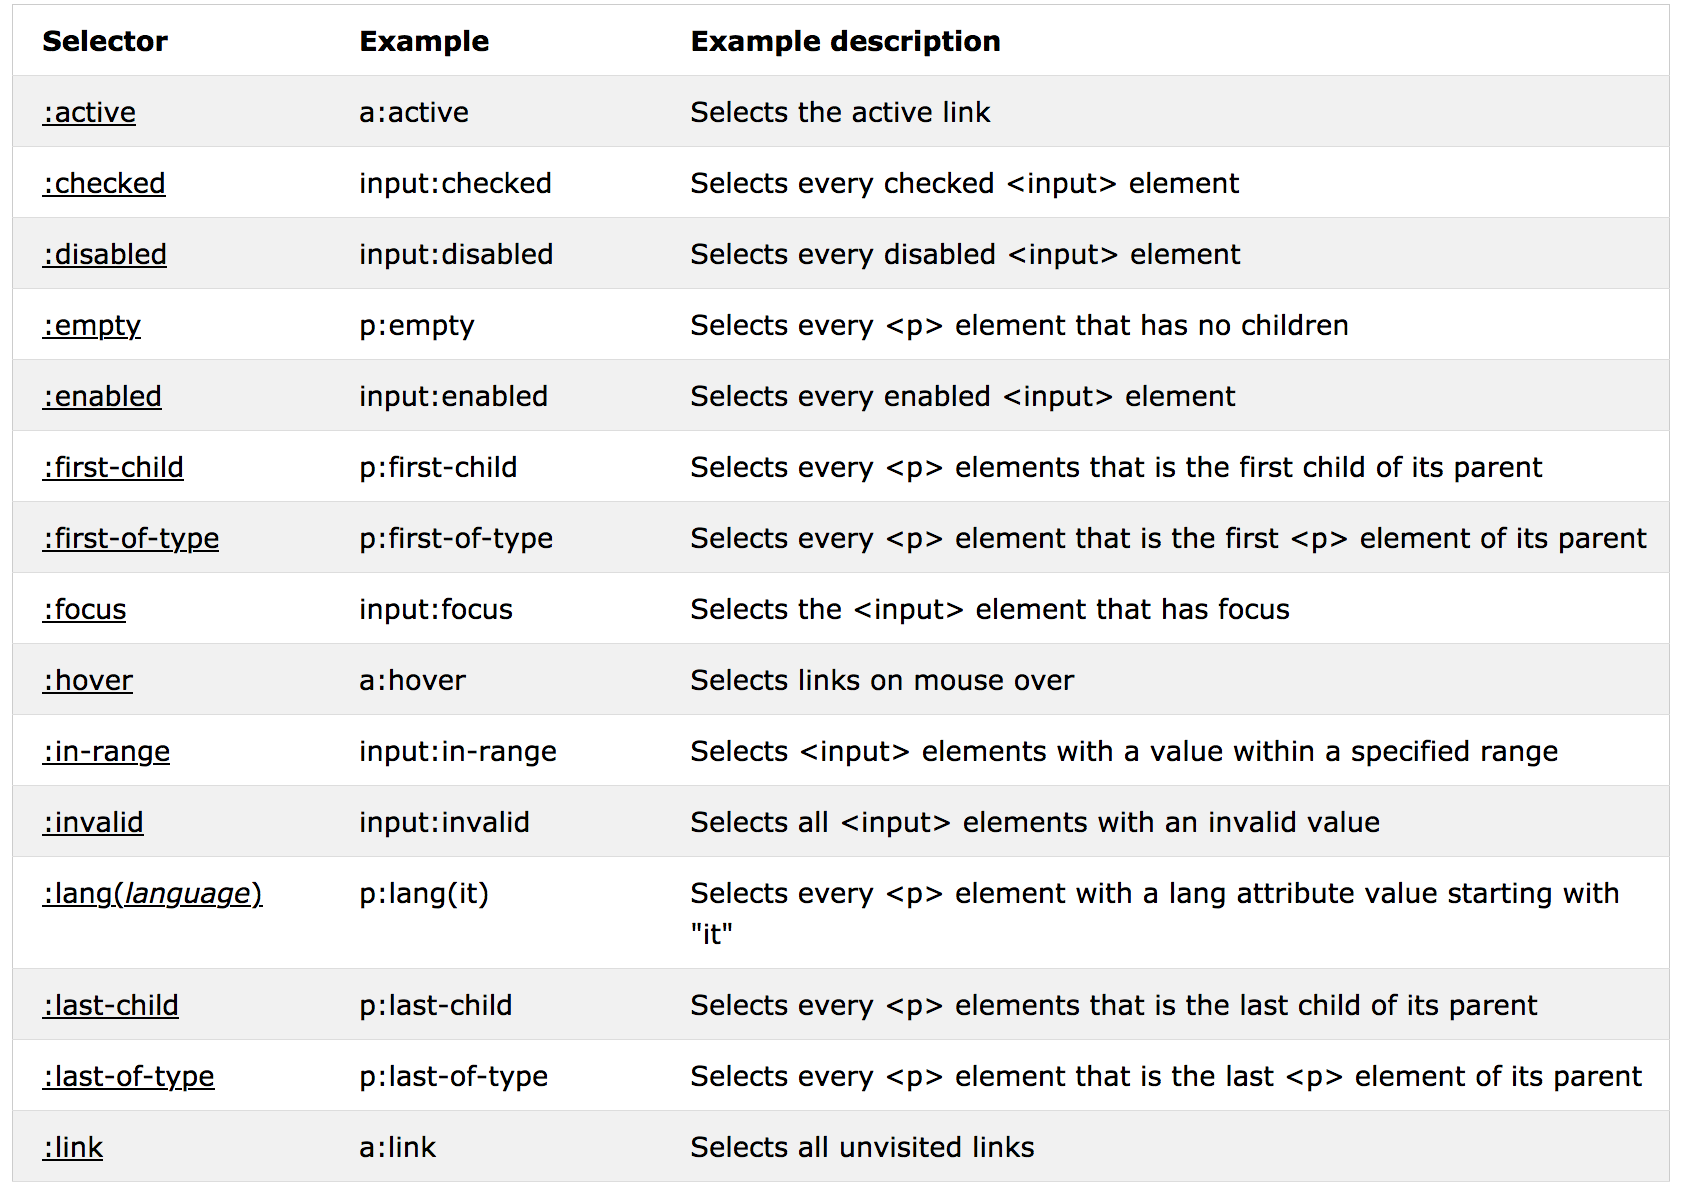 Selector Example Example description
:active a:active Selects the active link
:checked input:checked Selects every checked <input> element
:disabled input:disabled Selects every disabled <input> element
:empty p:empty Selects every <p> element that has no children
:enabled input:enabled Selects every enabled <input> element
:first-child p:first-child Selects every <p> elements that is the first child of its parent
:first-of-type p:first-of-type Selects every <p> element that is the first <p> element of its parent
:focus input:focus Selects the <input> element that has focus
:hover a:hover Selects links on mouse over
:in-range input:in-range Selects <input> elements with a value within a specified range
:invalid input:invalid Selects all <input> elements with an invalid value
:lang(language) p:lang(it) Selects every <p> element with a lang attribute value starting with
"it"
:last-child p:last-child Selects every <p> elements that is the last child of its parent
:last-of-type p:last-of-type Selects every <p> element that is the last <p> element of its parent
:link a:link Selects all unvisited links